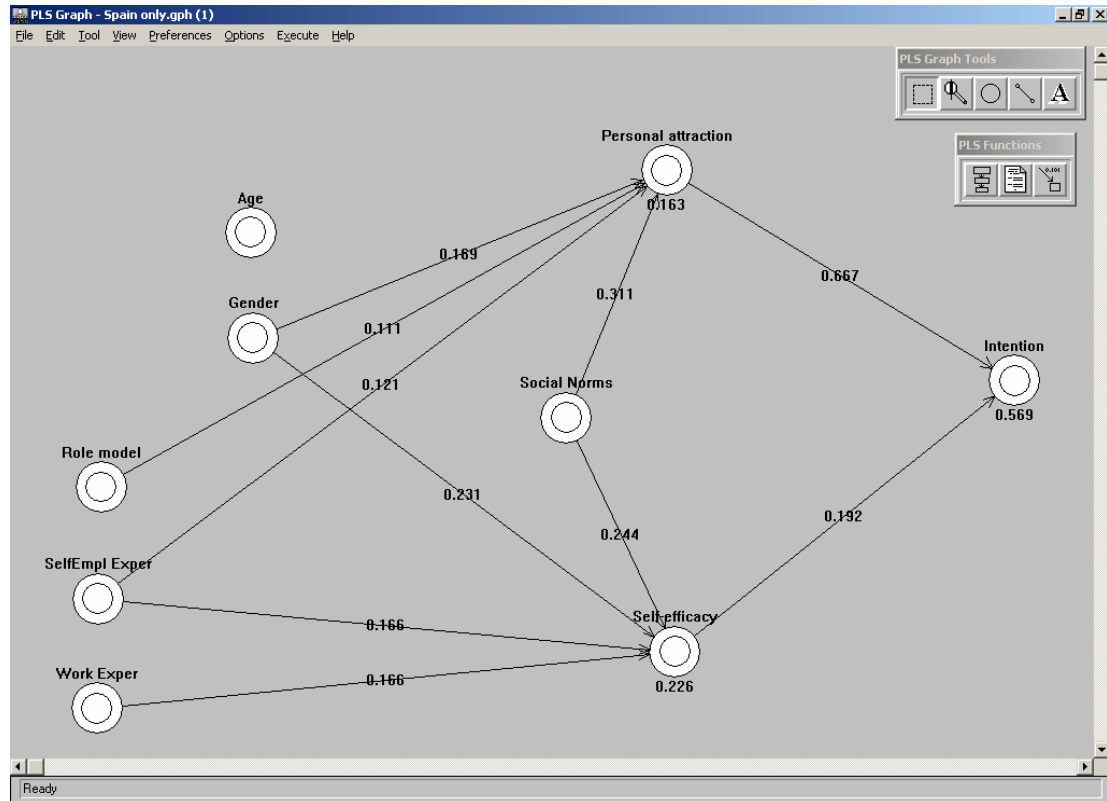 PLS Graph - Spain only.gph (1)
File Edit Tool View Preferences Options Execute Help
PLS Graph Tools
A
PLS Functions
0.101
Personal attraction
0.163
Age
0.169
0.667
Gender
0.311
0.111
Intention
0.569
0.121
Social Norms
Role model
0.231
0.192
0.244
SelfEmpl Exper
0.166
Self-efficacy
0.226
Work Exper
0.166
Ready